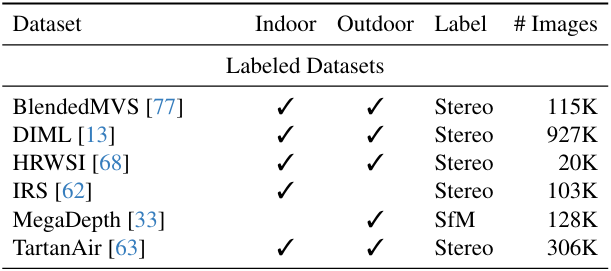 Dataset Indoor Outdoor Label # Images
Labeled Datasets
BlendedMVS [77] ✓ ✓ Stereo 115K
DIML [13] ✓ ✓ Stereo 927K
HRWSI [68] ✓ ✓ Stereo 20K
IRS [62] ✓ Stereo 103K
MegaDepth [33] ✓ SfM 128K
TartanAir [63] ✓ ✓ Stereo 306K